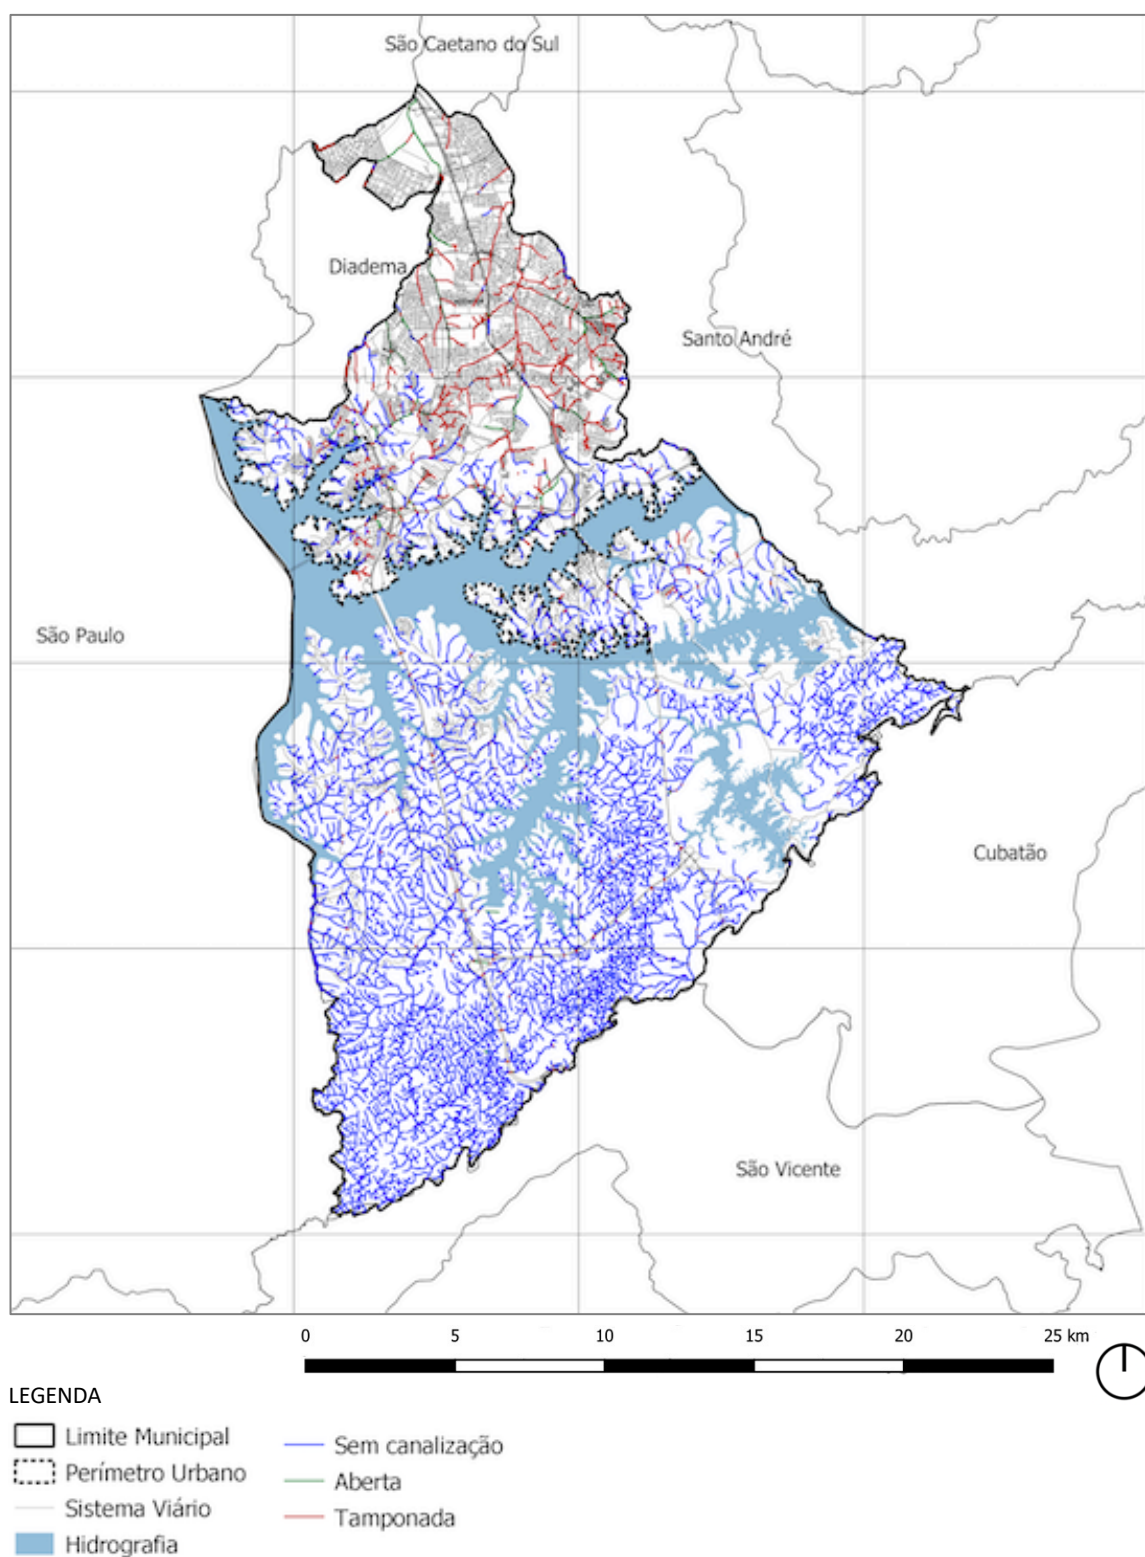 São Caetano do Sul
Diadema
Santo André
São Paulo
Cubatão
São Vicente
0 5 10 15 20 25 km
LEGENDA
Limite Municipal
Perímetro Urbano
Sistema Viário
Hidrografia
Sem canalização
Aberta
Tamponada